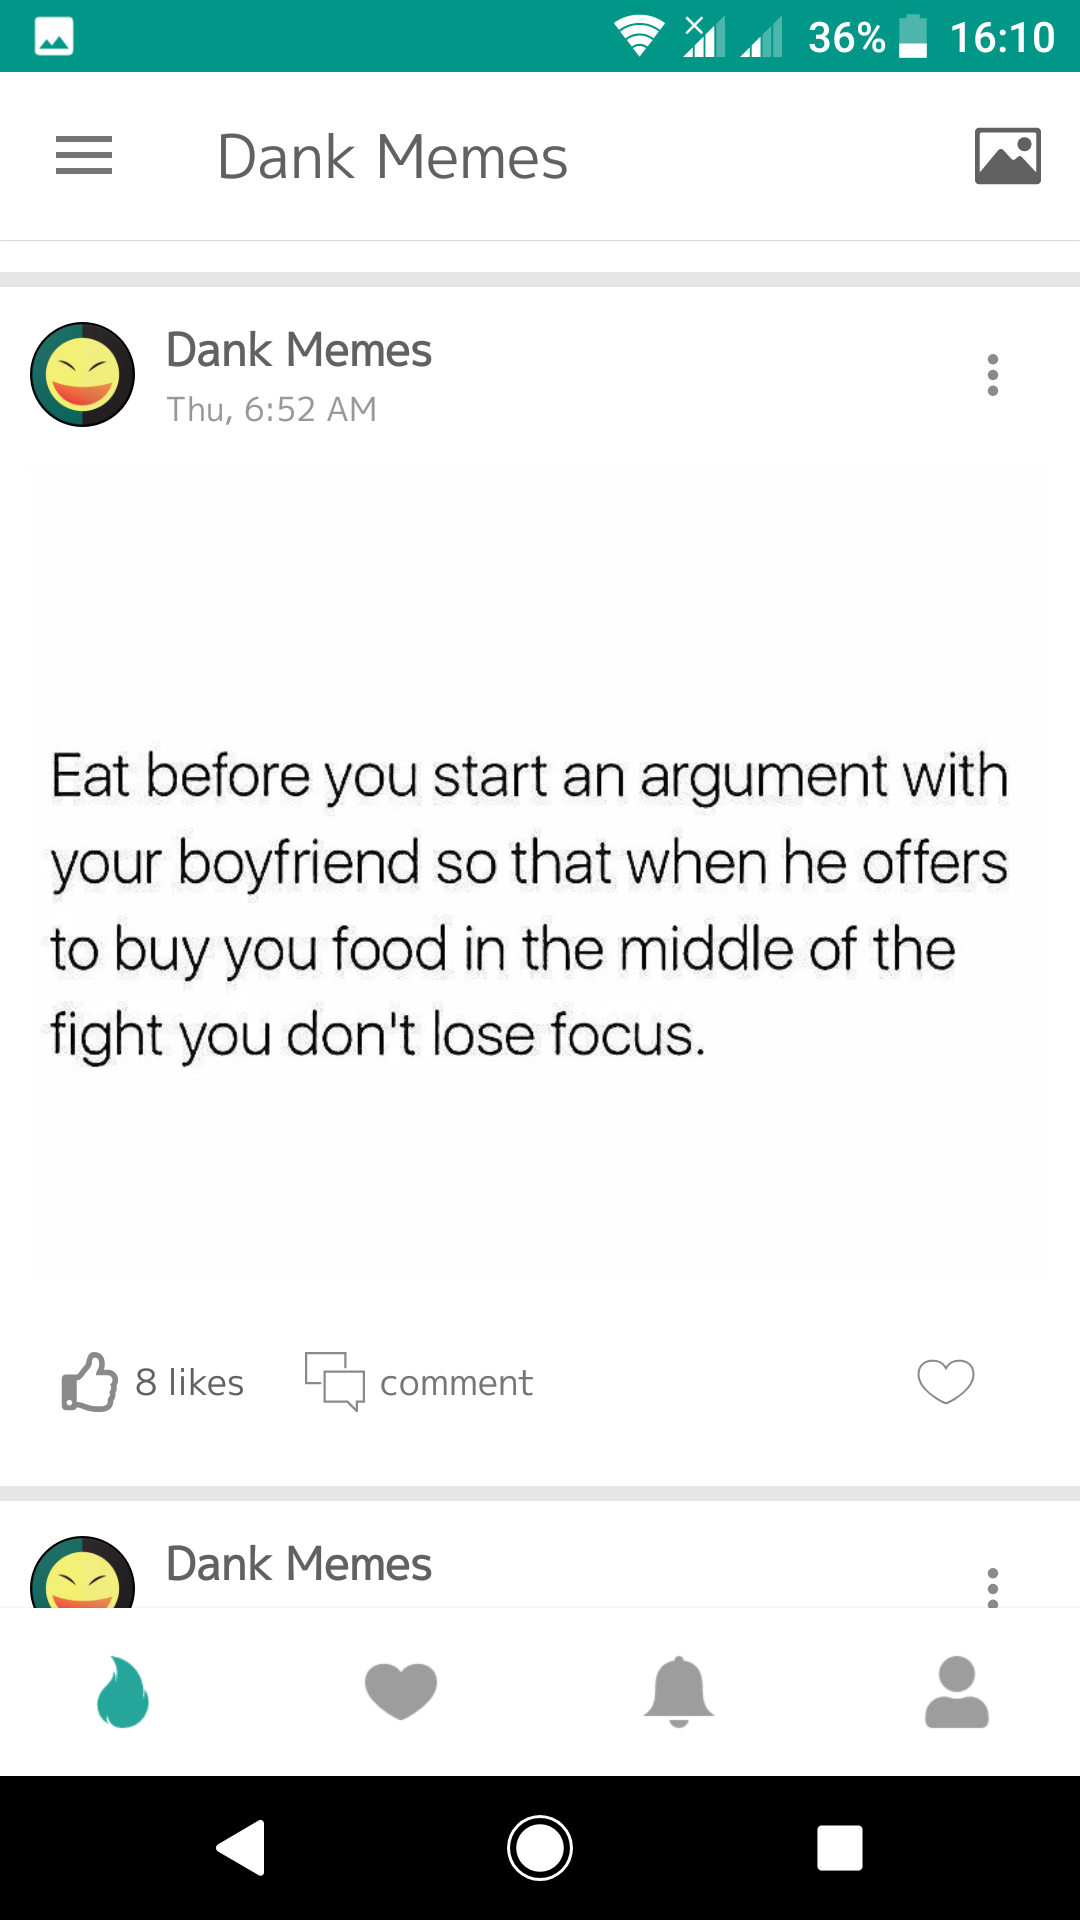 36% 16:10
Dank Memes
Dank Memes
Thu, 6:52 AM
Eat before you start an argument with
your boyfriend so that when he offers
to buy you food in the middle of the
fight you don't lose focus.
8 likes comment
Dank Memes